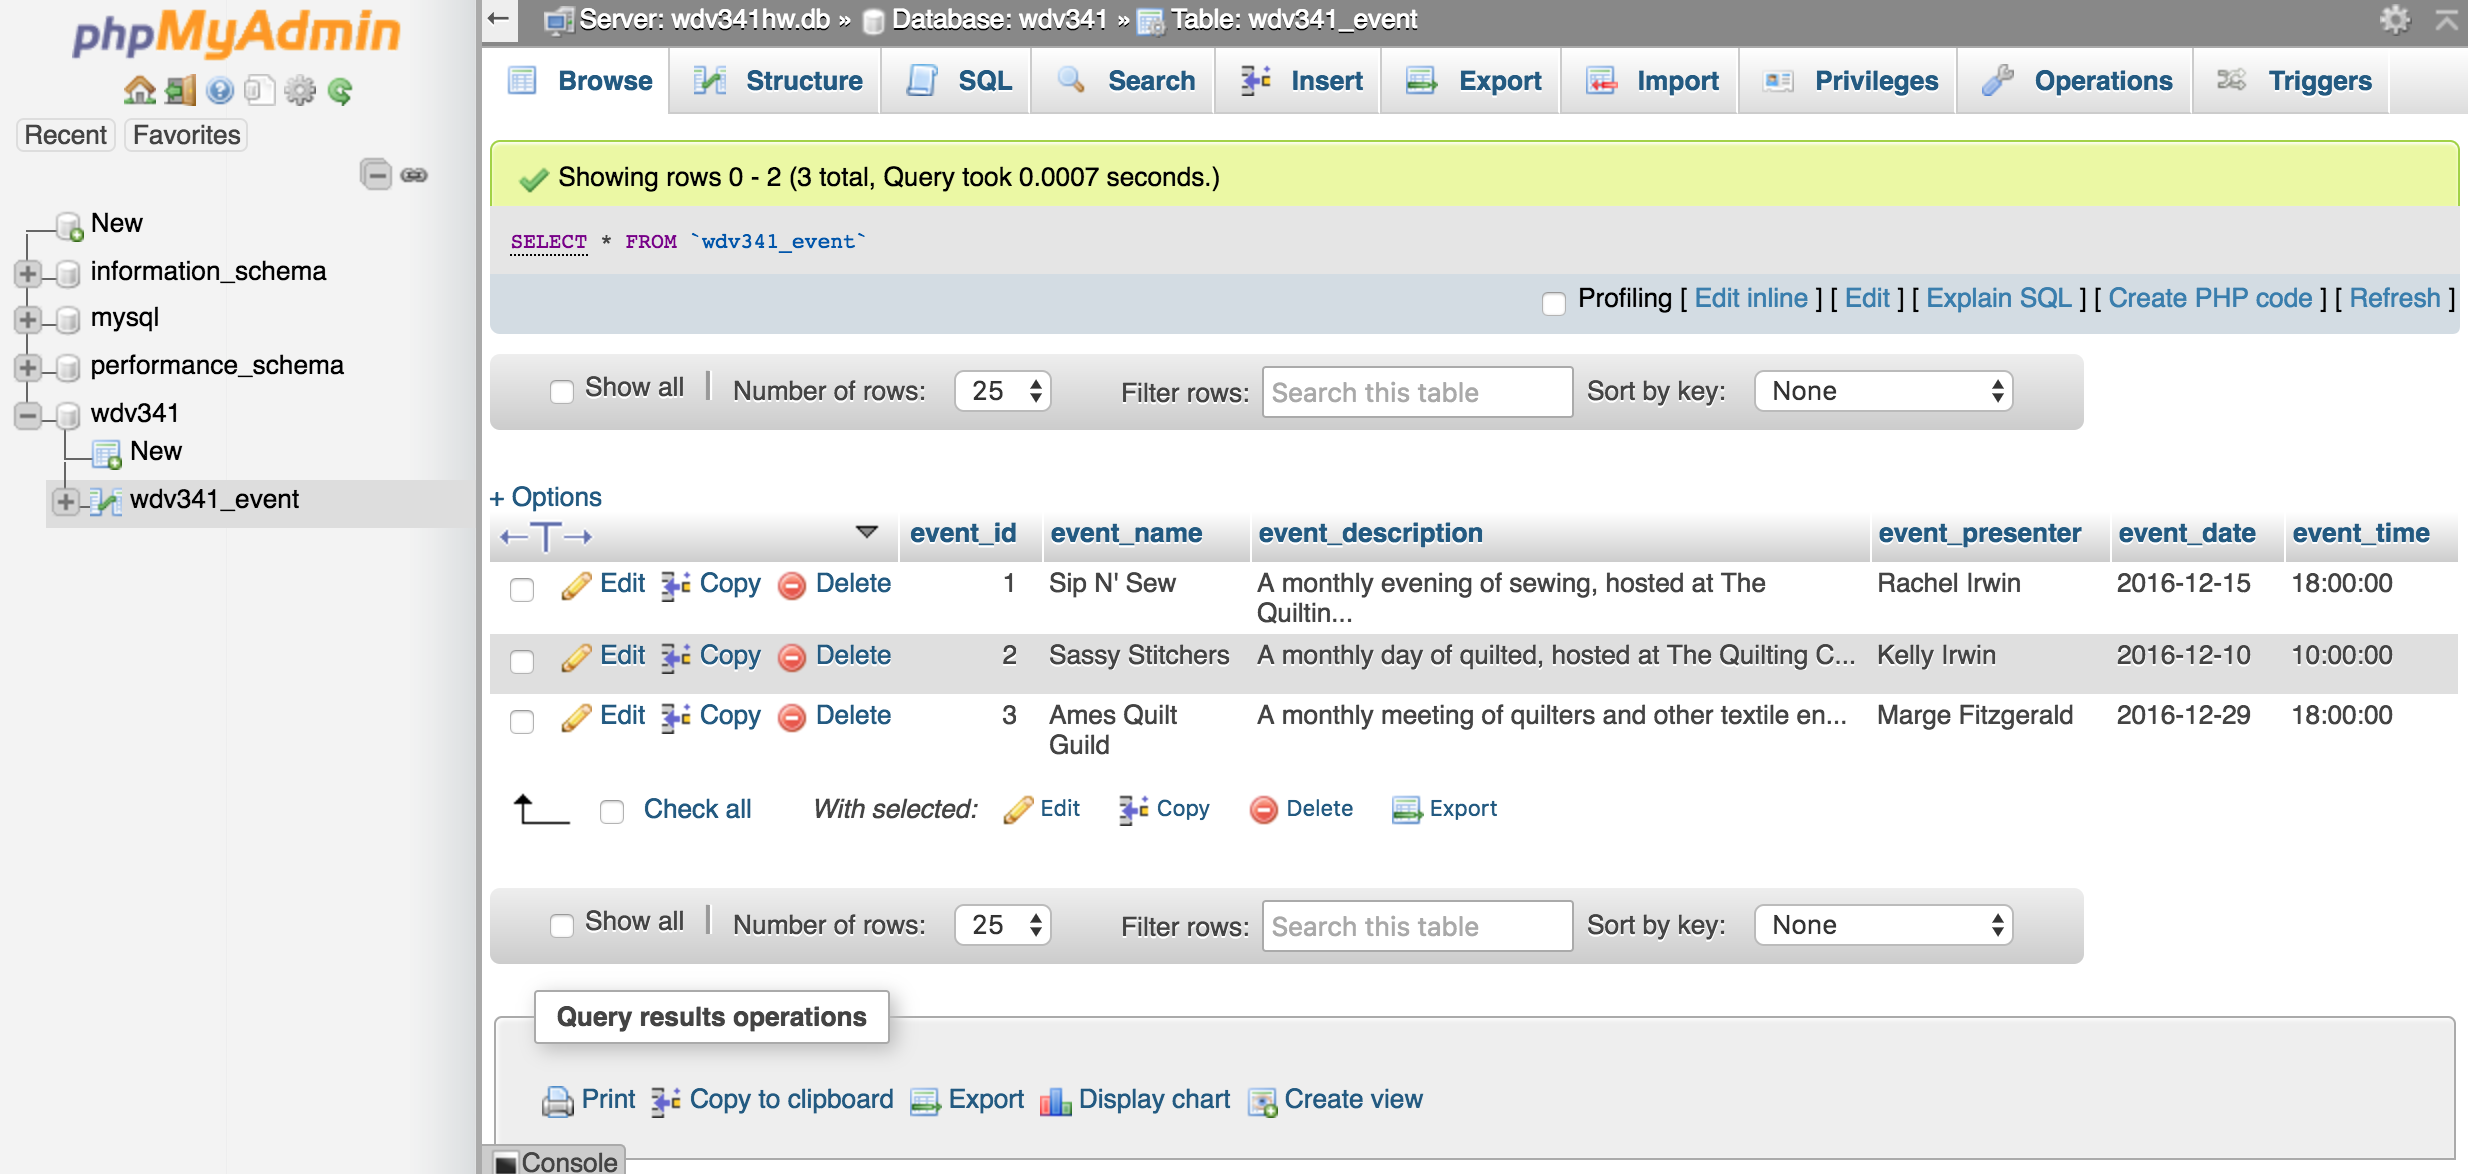 phpMyAdmin
Recent Favorites
New
information_schema
mysql
performance_schema
wdv341
New
wdv341_event
Server: wdv341hw.db » Database: wdv341 » Table: wdv341_event
Browse Structure SQL Search Insert Export Import Privileges Operations Triggers
Showing rows 0 - 2 (3 total, Query took 0.0007 seconds.)
SELECT * FROM `wdv341_event`
Profiling [ Edit inline ] [ Edit ] [ Explain SQL ] [ Create PHP code ] [ Refresh ]
Show all | Number of rows: 25 Filter rows: Search this table Sort by key: None
+ Options
←T→ event_id event_name event_description event_presenter event_date event_time
Edit Copy Delete 1 Sip N' Sew A monthly evening of sewing, hosted at The Rachel Irwin 2016-12-15 18:00:00
Quiltin...
Edit Copy Delete 2 Sassy Stitchers A monthly day of quilted, hosted at The Quilting C... Kelly Irwin 2016-12-10 10:00:00
Edit Copy Delete 3 Ames Quilt A monthly meeting of quilters and other textile en... Marge Fitzgerald 2016-12-29 18:00:00
Guild
Check all With selected: Edit Copy Delete Export
Show all | Number of rows: 25 Filter rows: Search this table Sort by key: None
Query results operations
Print Copy to clipboard Export Display chart Create view
Console